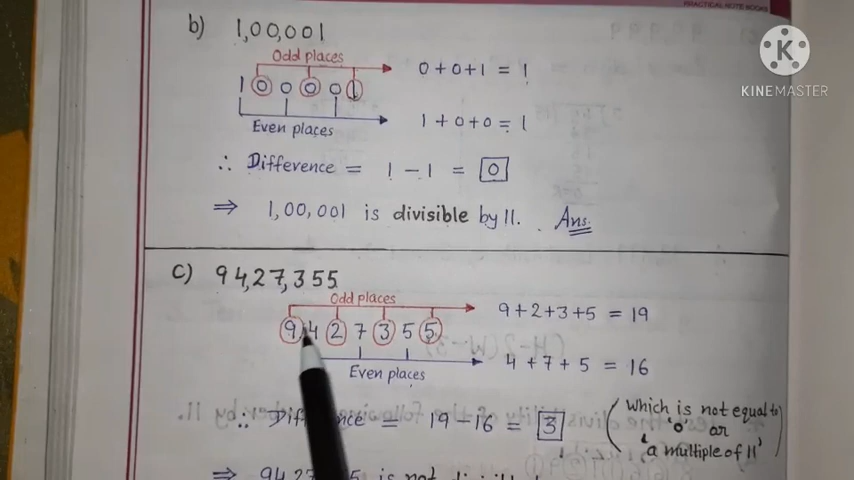 PRACTICAL NOTE BOOKS
KINEMASTER
b) 1,00,001
Odd places
1 0 0 0 0 1
0+0+1 = 1
Even places
1+0+0 = 1
∴ Difference = 1 - 1 = 0
⇒ 1,00,001 is divisible by 11. Ans.
c) 94,27,355
Odd places
9 4 2 7 3 5 5
9+2+3+5 = 19
Even places
4+7+5 = 16
∴ Difference = 19-16 = 3
(Which is not equal to
'0' or
'a multiple of 11')